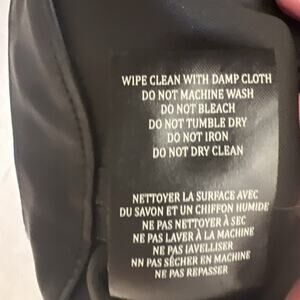 WIPE CLEAN WITH DAMP CLOTH
DO NOT MACHINE WASH
DO NOT BLEACH
DO NOT TUMBLE DRY
DO NOT IRON
DO NOT DRY CLEAN
NETTOYER LA SURFACE AVEC
DU SAVON ET UN CHIFFON HUMIDE
NE PAS NETTOYER À SEC
NE PAS LAVER À LA MACHINE
NE PAS JAVELLISER
NN PAS SÉCHER EN MACHINE
NE PAS REPASSER